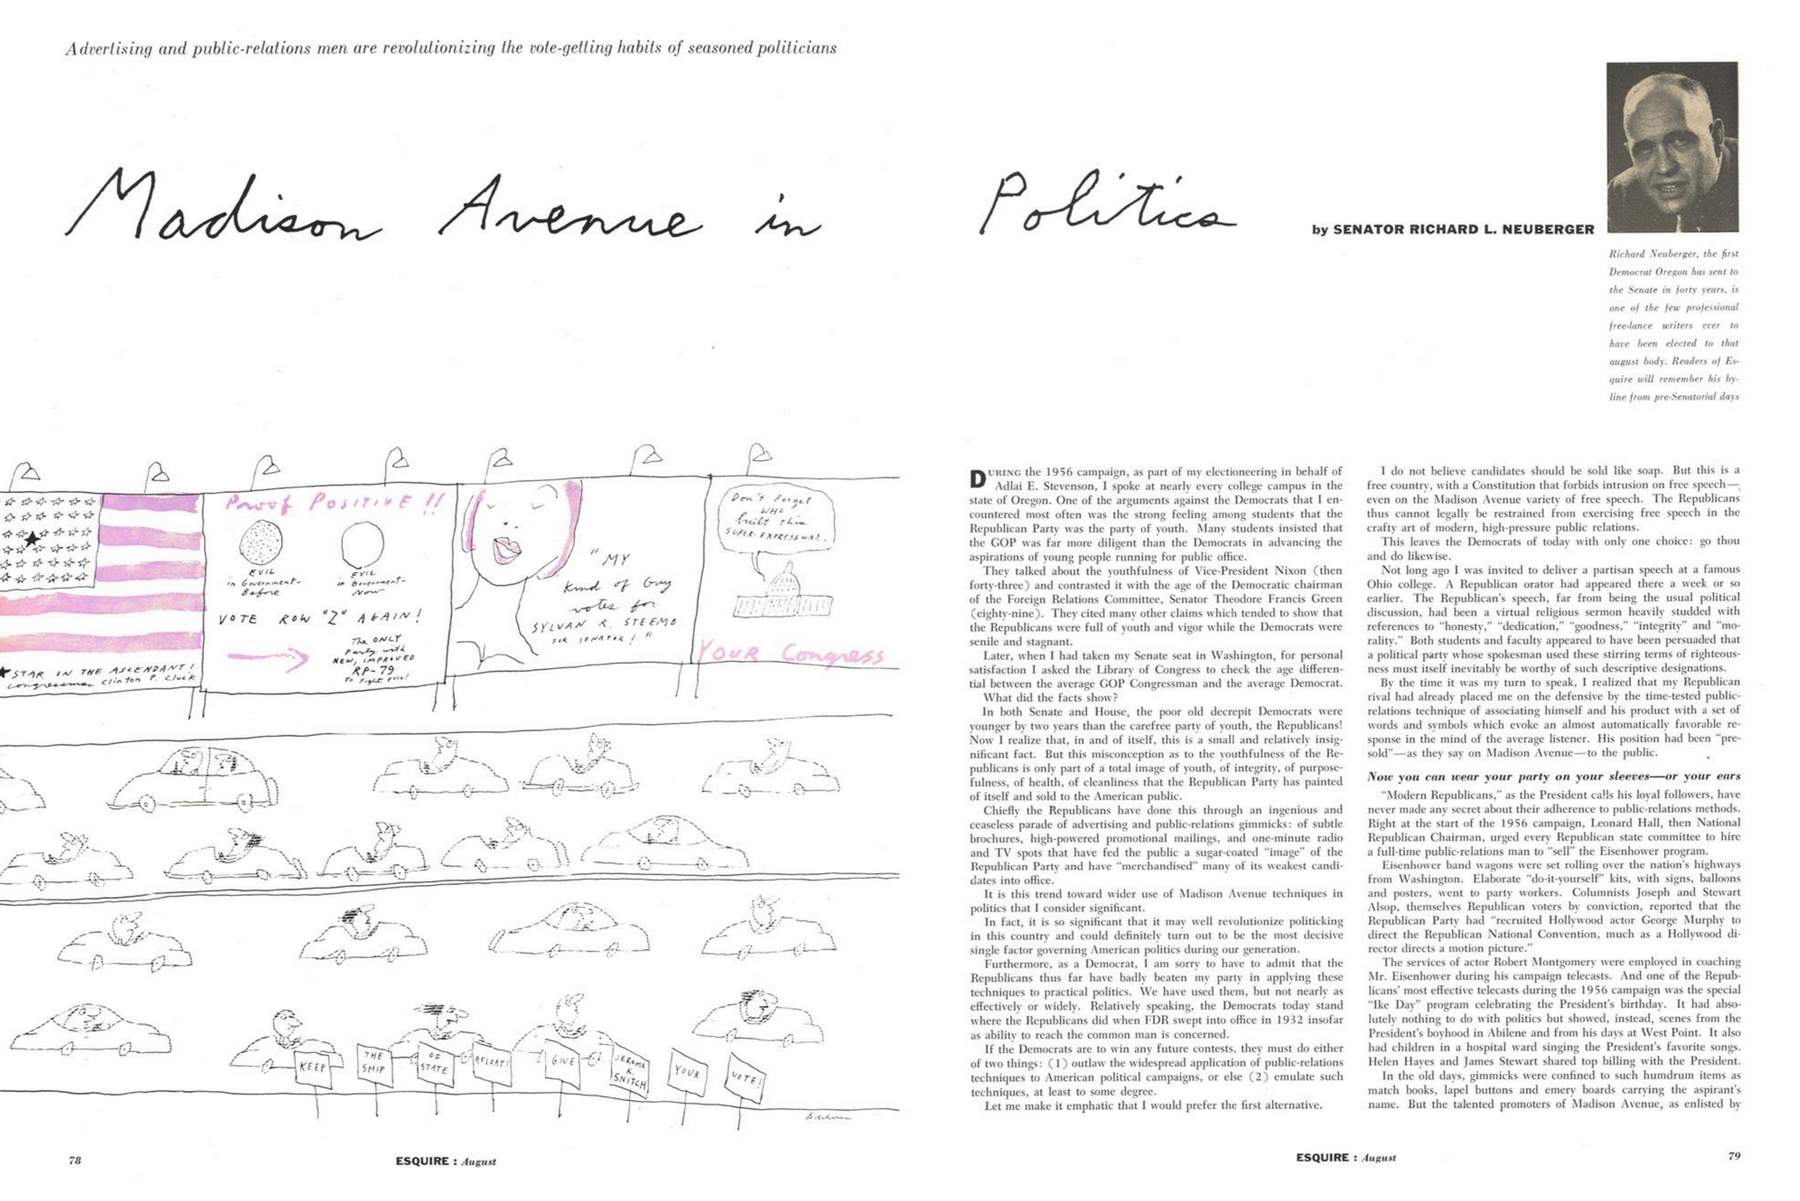 Advertising and public-relations men are revolutionizing the vote-getting habits of seasoned politicians
Madison Avenue in Politics
by SENATOR RICHARD L. NEUBERGER
Richard Neuberger, the first
Democrat Oregon has sent to
the Senate in forty years, is
one of the few professional
free-lance writers ever to
have been elected to that
august body. Readers of Es-
quire will remember his by-
line from pre-Senatorial days
★STAR IN THE ASCENDANT!
Congressman Clinton P. Cluck
Proof Positive!!
EVIL
in Government-
Before
EVIL
in Government-
Now
VOTE ROW "Z" AGAIN!
The ONLY
Party with
NEW, IMPROVED
RP-79
To fight evil!
"MY
Kind of Guy
votes for
SYLVAN R. STEEMO
FOR SENATOR!"
Don't Forget
WHO
built this
SUPER-EXPRESSWAY..
YOUR Congress
KEEP
THE
SHIP
OF
STATE
AFLOAT!
GIVE
JEROME
K.
SNITCH
YOUR
VOTE!
DURING the 1956 campaign, as part of my electioneering in behalf of
Adlai E. Stevenson, I spoke at nearly every college campus in the
state of Oregon. One of the arguments against the Democrats that I en-
countered most often was the strong feeling among students that the
Republican Party was the party of youth. Many students insisted that
the GOP was far more diligent than the Democrats in advancing the
aspirations of young people running for public office.
They talked about the youthfulness of Vice-President Nixon (then
forty-three) and contrasted it with the age of the Democratic chairman
of the Foreign Relations Committee, Senator Theodore Francis Green
(eighty-nine). They cited many other claims which tended to show that
the Republicans were full of youth and vigor while the Democrats were
senile and stagnant.
Later, when I had taken my Senate seat in Washington, for personal
satisfaction I asked the Library of Congress to check the age differen-
tial between the average GOP Congressman and the average Democrat.
What did the facts show?
In both Senate and House, the poor old decrepit Democrats were
younger by two years than the carefree party of youth, the Republicans!
Now I realize that, in and of itself, this is a small and relatively insig-
nificant fact. But this misconception as to the youthfulness of the Re-
publicans is only part of a total image of youth, of integrity, of purpose-
fulness, of health, of cleanliness that the Republican Party has painted
of itself and sold to the American public.
Chiefly the Republicans have done this through an ingenious and
ceaseless parade of advertising and public-relations gimmicks: of subtle
brochures, high-powered promotional mailings, and one-minute radio
and TV spots that have fed the public a sugar-coated "image" of the
Republican Party and have "merchandised" many of its weakest candi-
dates into office.
It is this trend toward wider use of Madison Avenue techniques in
politics that I consider significant.
In fact, it is so significant that it may well revolutionize politicking
in this country and could definitely turn out to be the most decisive
single factor governing American politics during our generation.
Furthermore, as a Democrat, I am sorry to have to admit that the
Republicans thus far have badly beaten my party in applying these
techniques to practical politics. We have used them, but not nearly as
effectively or widely. Relatively speaking, the Democrats today stand
where the Republicans did when FDR swept into office in 1932 insofar
as ability to reach the common man is concerned.
If the Democrats are to win any future contests, they must do either
of two things: (1) outlaw the widespread application of public-relations
techniques to American political campaigns, or else (2) emulate such
techniques, at least to some degree.
Let me make it emphatic that I would prefer the first alternative.
I do not believe candidates should be sold like soap. But this is a
free country, with a Constitution that forbids intrusion on free speech—
even on the Madison Avenue variety of free speech. The Republicans
thus cannot legally be restrained from exercising free speech in the
crafty art of modern, high-pressure public relations.
This leaves the Democrats of today with only one choice: go thou
and do likewise.
Not long ago I was invited to deliver a partisan speech at a famous
Ohio college. A Republican orator had appeared there a week or so
earlier. The Republican's speech, far from being the usual political
discussion, had been a virtual religious sermon heavily studded with
references to "honesty," "dedication," "goodness," "integrity" and "mo-
rality." Both students and faculty appeared to have been persuaded that
a political party whose spokesman used these stirring terms of righteous-
ness must itself inevitably be worthy of such descriptive designations.
By the time it was my turn to speak, I realized that my Republican
rival had already placed me on the defensive by the time-tested public-
relations technique of associating himself and his product with a set of
words and symbols which evoke an almost automatically favorable re-
sponse in the mind of the average listener. His position had been "pre-
sold"—as they say on Madison Avenue—to the public.
Now you can wear your party on your sleeves—or your ears
"Modern Republicans," as the President calls his loyal followers, have
never made any secret about their adherence to public-relations methods.
Right at the start of the 1956 campaign, Leonard Hall, then National
Republican Chairman, urged every Republican state committee to hire
a full-time public-relations man to "sell" the Eisenhower program.
Eisenhower band wagons were set rolling over the nation's highways
from Washington. Elaborate "do-it-yourself" kits, with signs, balloons
and posters, went to party workers. Columnists Joseph and Stewart
Alsop, themselves Republican voters by conviction, reported that the
Republican Party had "recruited Hollywood actor George Murphy to
direct the Republican National Convention, much as a Hollywood di-
rector directs a motion picture."
The services of actor Robert Montgomery were employed in coaching
Mr. Eisenhower during his campaign telecasts. And one of the Repub-
licans' most effective telecasts during the 1956 campaign was the special
"Ike Day" program celebrating the President's birthday. It had abso-
lutely nothing to do with politics but showed, instead, scenes from the
President's boyhood in Abilene and from his days at West Point. It also
had children in a hospital ward singing the President's favorite songs.
Helen Hayes and James Stewart shared top billing with the President.
In the old days, gimmicks were confined to such humdrum items as
match books, lapel buttons and emery boards carrying the aspirant's
name. But the talented promoters of Madison Avenue, as enlisted by
78
ESQUIRE : August
ESQUIRE : August
79